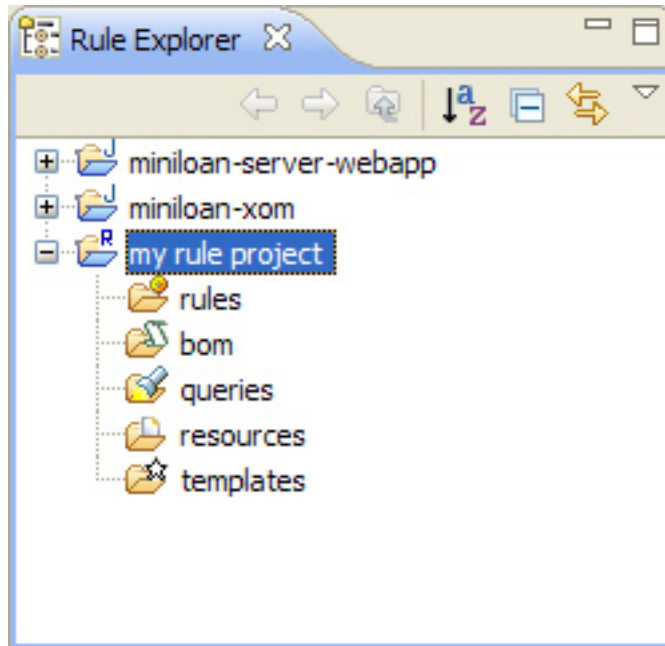 Rule Explorer
a
z
miniloan-server-webapp
miniloan-xom
my rule project
rules
bom
queries
resources
templates